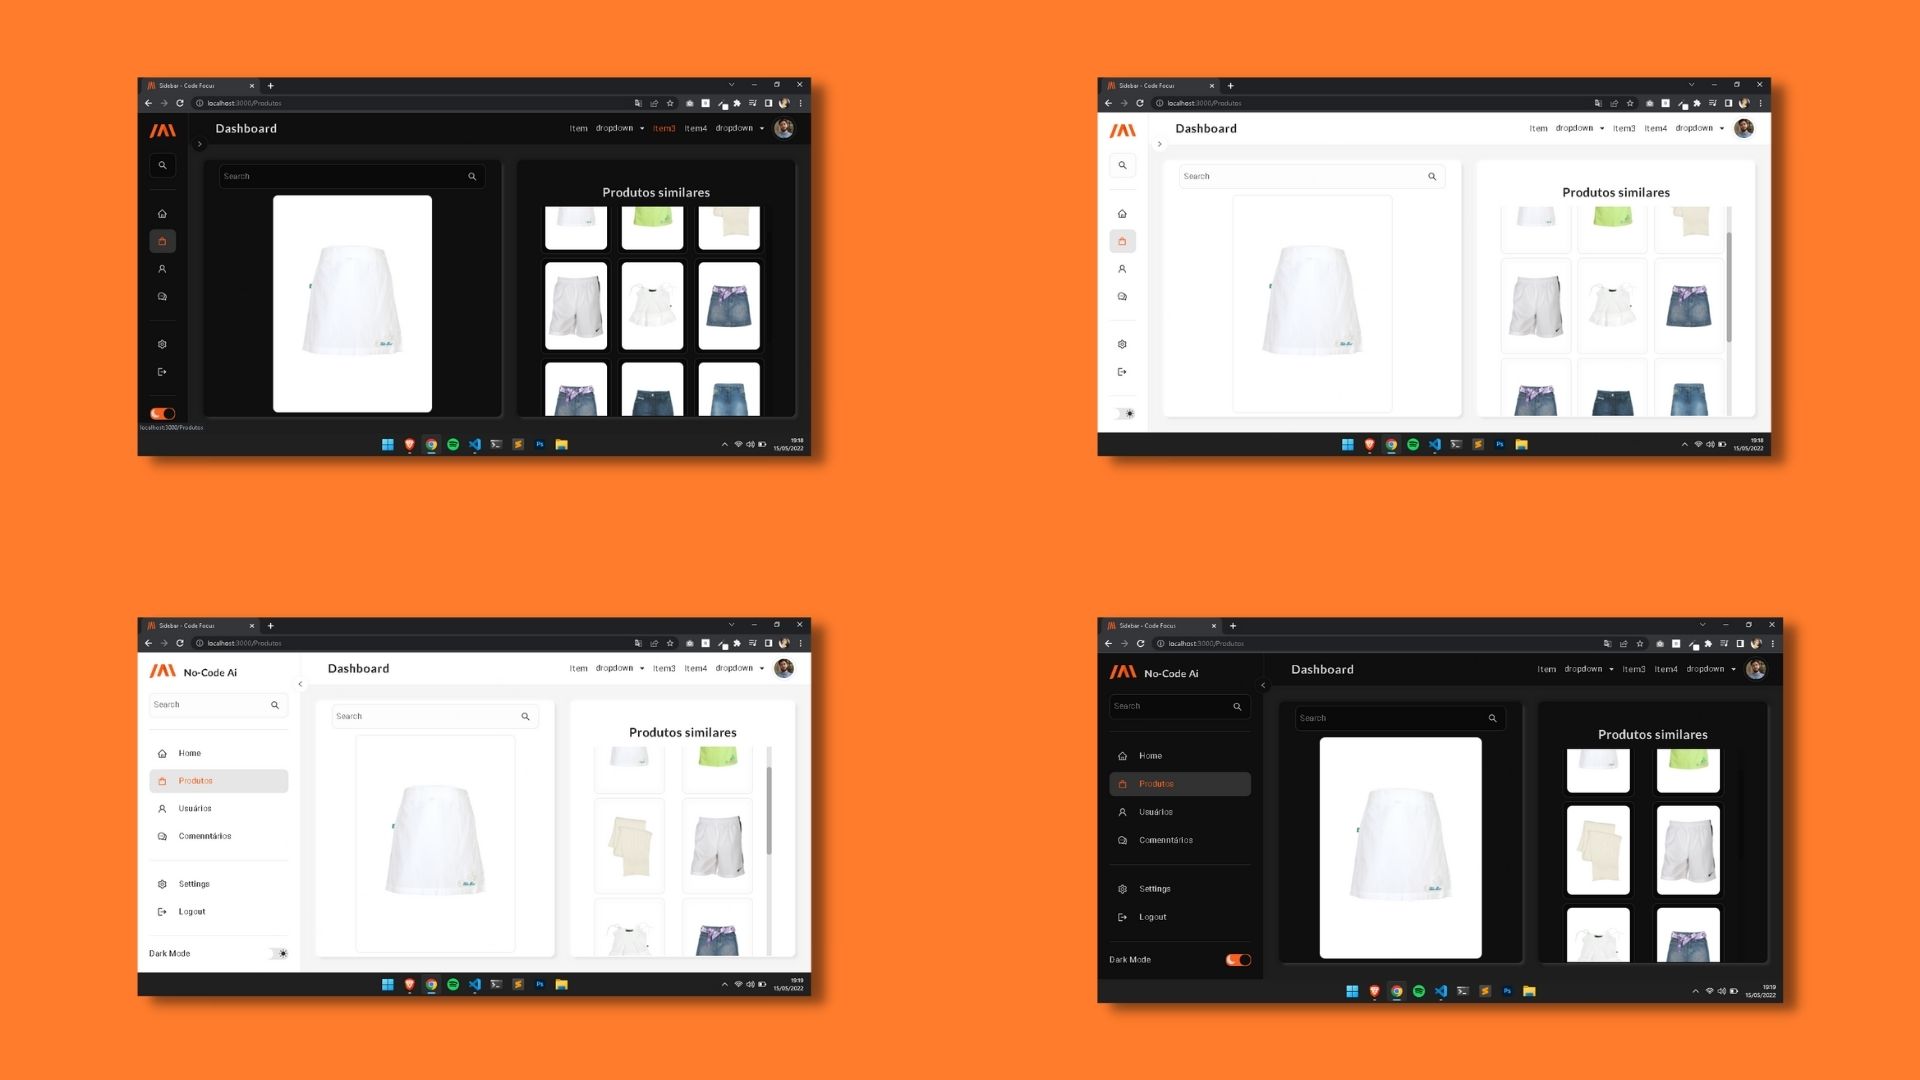 Sidebar - Code Focus
localhost:3000/Produtos
Dashboard
Item dropdown Item3 Item4 dropdown
Search
Produtos similares
localhost:3000/Produtos
19:18
15/05/2022
Sidebar - Code Focus
localhost:3000/Produtos
Dashboard
Item dropdown Item3 Item4 dropdown
Search
Produtos similares
19:18
15/05/2022
Sidebar - Code Focus
localhost:3000/Produtos
No-Code Ai
Dashboard
Item dropdown Item3 Item4 dropdown
Search
Search
Produtos similares
Home
Produtos
Usuários
Comenntários
Settings
Logout
Dark Mode
19:19
15/05/2022
Sidebar - Code Focus
localhost:3000/Produtos
No-Code Ai
Dashboard
Item dropdown Item3 Item4 dropdown
Search
Search
Produtos similares
Home
Produtos
Usuários
Comenntários
Settings
Logout
Dark Mode
19:19
15/05/2022